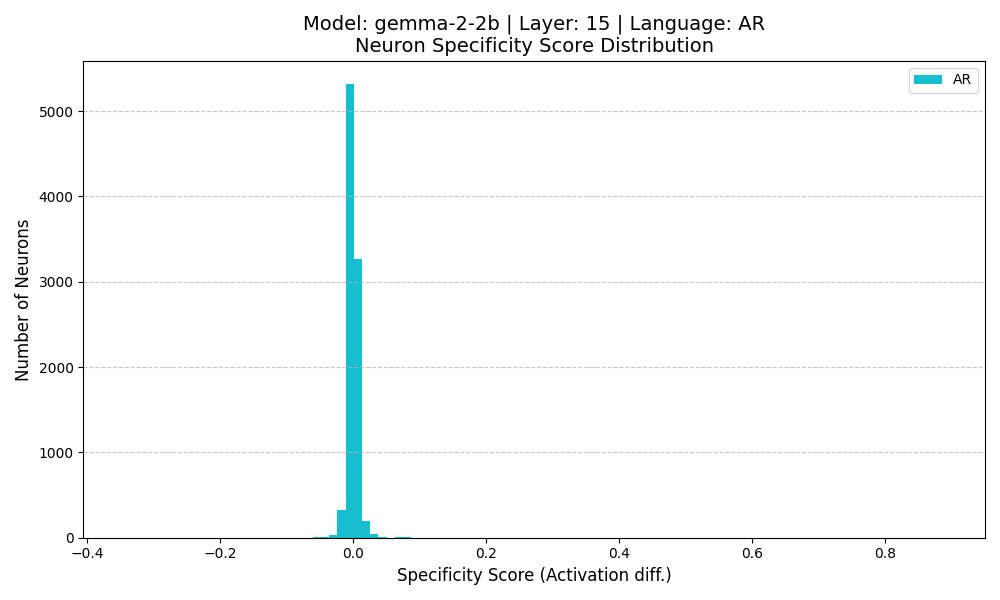 Model: gemma-2-2b | Layer: 15 | Language: AR
Neuron Specificity Score Distribution
AR
Number of Neurons
5000
4000
3000
2000
1000
0
−0.4 −0.2 0.0 0.2 0.4 0.6 0.8
Specificity Score (Activation diff.)